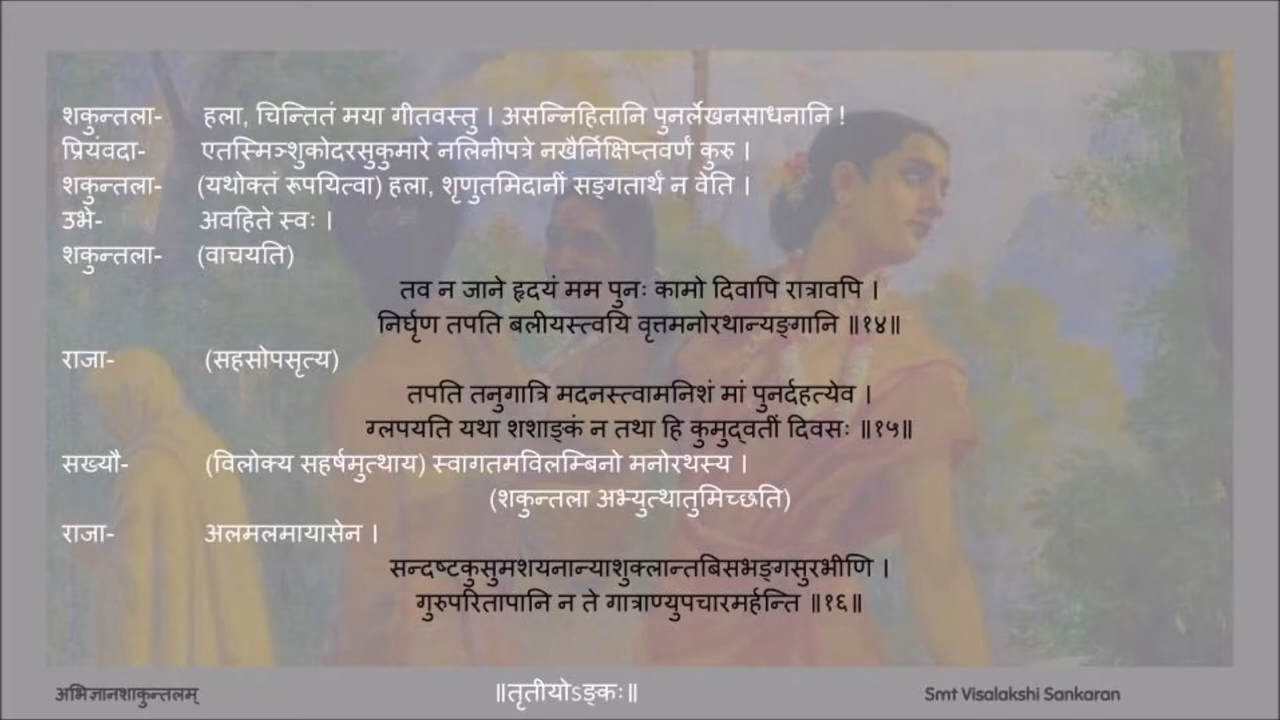 शकुन्तला- हला, चिन्तितं मया गीतवस्तु । असन्निहितानि पुनर्लेखनसाधनानि !
प्रियंवदा- एतस्मिञ्शुकोदरसुकुमारे नलिनीपत्रे नखैर्निक्षिप्तवर्णं कुरु ।
शकुन्तला- (यथोक्तं रूपयित्वा) हला, शृणुतमिदानीं सङ्गतार्थं न वेति ।
उभे- अवहिते स्वः ।
शकुन्तला- (वाचयति)
तव न जाने हृदयं मम पुनः कामो दिवापि रात्रावपि ।
निर्घृण तपति बलीयस्त्वयि वृत्तमनोरथान्यङ्गानि ॥१४॥
राजा- (सहसोपसृत्य)
तपति तनुगात्रि मदनस्त्वामनिशं मां पुनर्दहत्येव ।
ग्लपयति यथा शशाङ्कं न तथा हि कुमुद्वतीं दिवसः ॥१५॥
सख्यौ- (विलोक्य सहर्षमुत्थाय) स्वागतमविलम्बिनो मनोरथस्य ।
(शकुन्तला अभ्युत्थातुमिच्छति)
राजा- अलमलमायासेन ।
सन्दष्टकुसुमशयनान्याशुक्लान्तबिसभङ्गसुरभीणि ।
गुरुपरितापानि न ते गात्राण्युपचारमर्हन्ति ॥१६॥
अभिज्ञानशाकुन्तलम् ॥तृतीयोऽङ्कः॥ Smt Visalakshi Sankaran